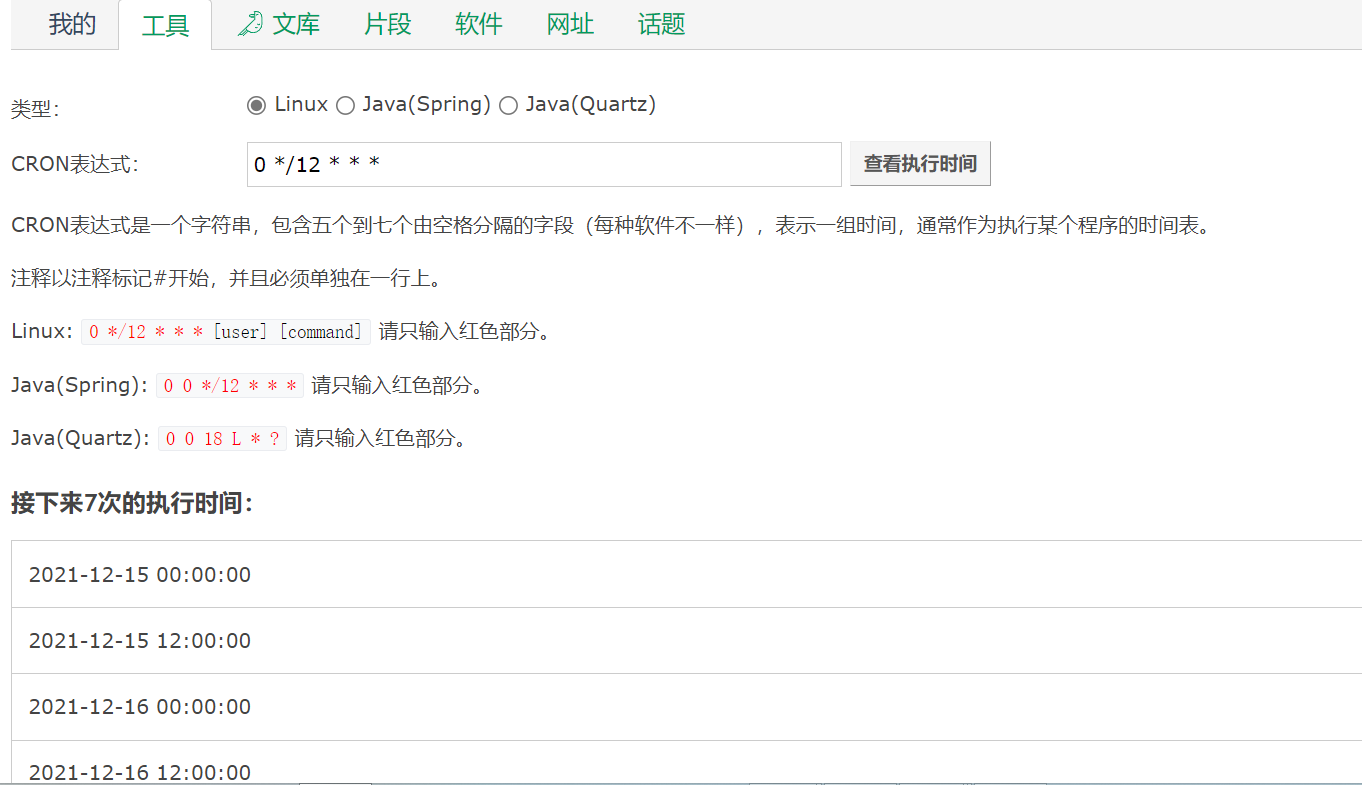 我的 工具 文库 片段 软件 网址 话题
类型: Linux Java(Spring) Java(Quartz)
CRON表达式: 0 */12 * * * 查看执行时间
CRON表达式是一个字符串，包含五个到七个由空格分隔的字段（每种软件不一样），表示一组时间，通常作为执行某个程序的时间表。
注释以注释标记#开始，并且必须单独在一行上。
Linux: 0 */12 * * * [user] [command] 请只输入红色部分。
Java(Spring): 0 0 */12 * * * 请只输入红色部分。
Java(Quartz): 0 0 18 L * ? 请只输入红色部分。
接下来7次的执行时间:
2021-12-15 00:00:00
2021-12-15 12:00:00
2021-12-16 00:00:00
2021-12-16 12:00:00